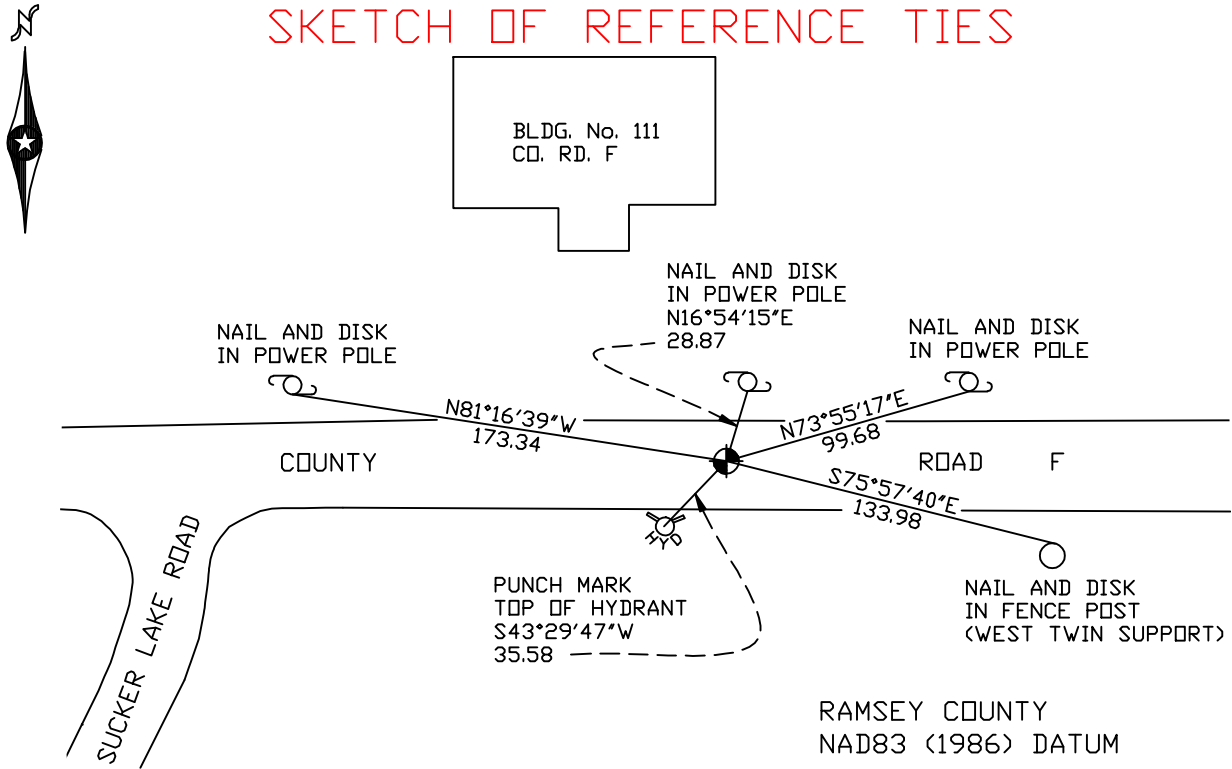 N
SKETCH OF REFERENCE TIES
BLDG. No. 111
CO. RD. F
NAIL AND DISK
IN POWER POLE
N16°54'15"E
28.87
NAIL AND DISK
IN POWER POLE
NAIL AND DISK
IN POWER POLE
N81°16'39"W
173.34
N73°55'17"E
99.68
COUNTY
ROAD F
S75°57'40"E
133.98
HYD
SUCKER LAKE ROAD
PUNCH MARK
TOP OF HYDRANT
S43°29'47"W
35.58
NAIL AND DISK
IN FENCE POST
(WEST TWIN SUPPORT)
RAMSEY COUNTY
NAD83 (1986) DATUM